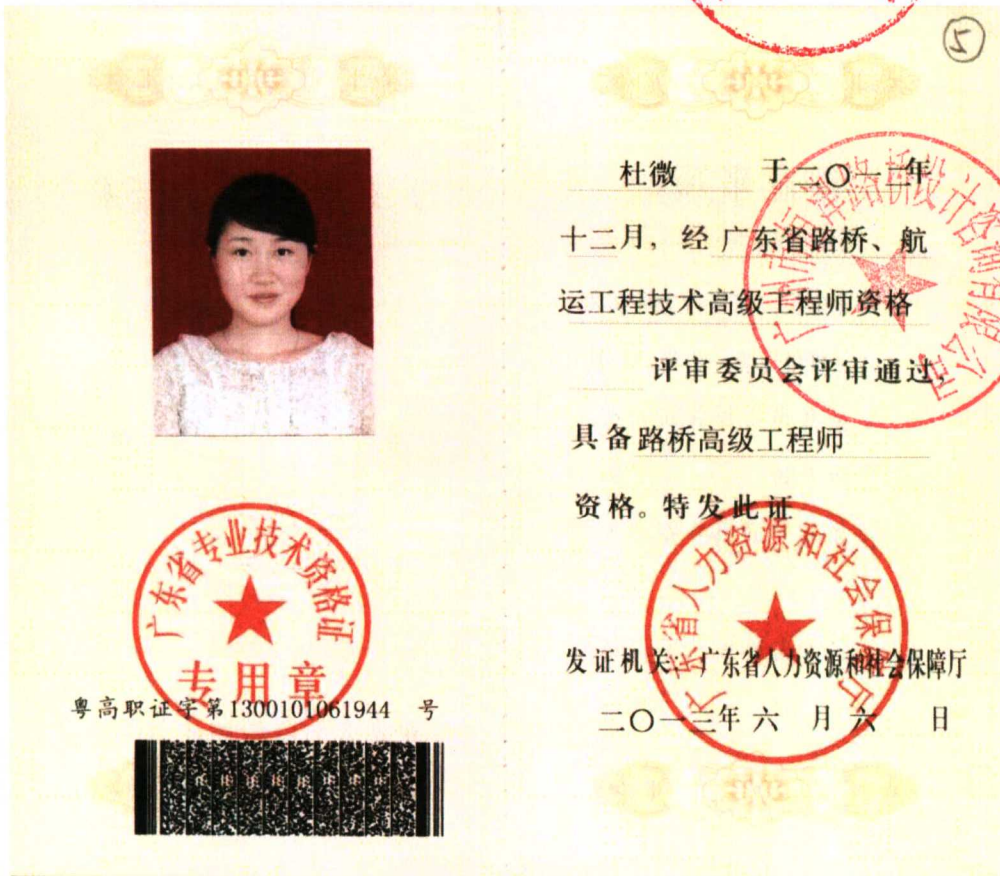 广东省专业技术资格证
专用章
粤高职证字第1300101061944 号
5
杜微 于二〇一二年
十二月，经 广东省路桥、航
运工程技术高级工程师资格
评审委员会评审通过，
具备路桥高级工程师
资格。特发此证
广东省人力资源和社会保障厅
发证机关：广东省人力资源和社会保障厅
二〇一三年 六 月 六 日